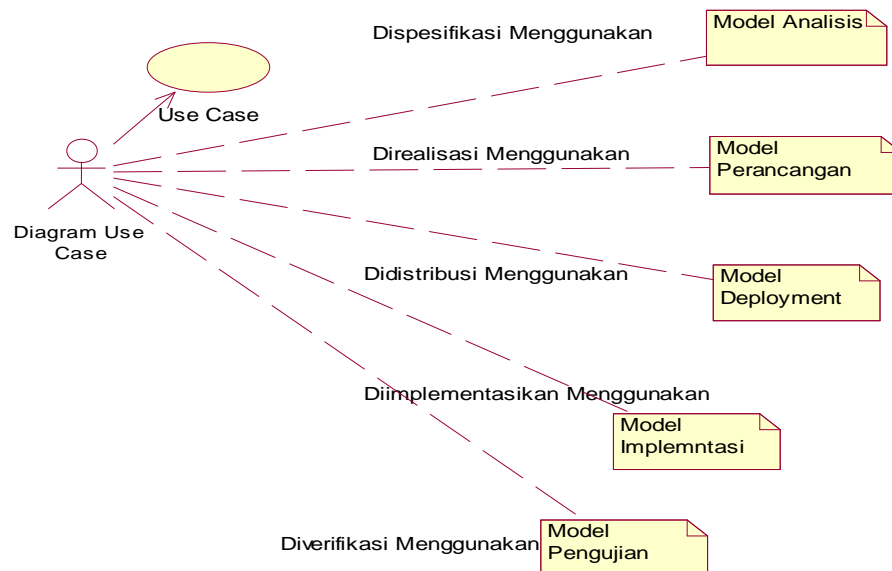 Dispesifikasi Menggunakan
Model Analisis
Use Case
Direalisasi Menggunakan
Model
Perancangan
Diagram Use
Case
Didistribusi Menggunakan
Model
Deployment
Diimplementasikan Menggunakan
Model
Implemntasi
Diverifikasi Menggunakan
Model
Pengujian